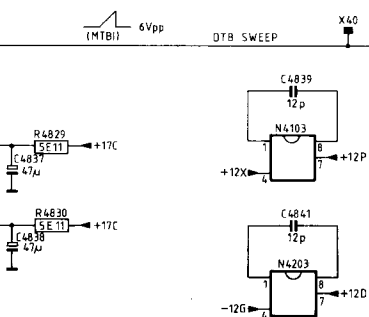 6Vpp
(MTBI)
DTB SWEEP
X40
C4839
12p
R4829
N4103
5E11
+17C
1
8
C4837
47μ
7
+12P
+12X
4
R4830
C4841
5E11
+17C
12p
C4838
47μ
N4203
1
8
7
+12D
-12G
4